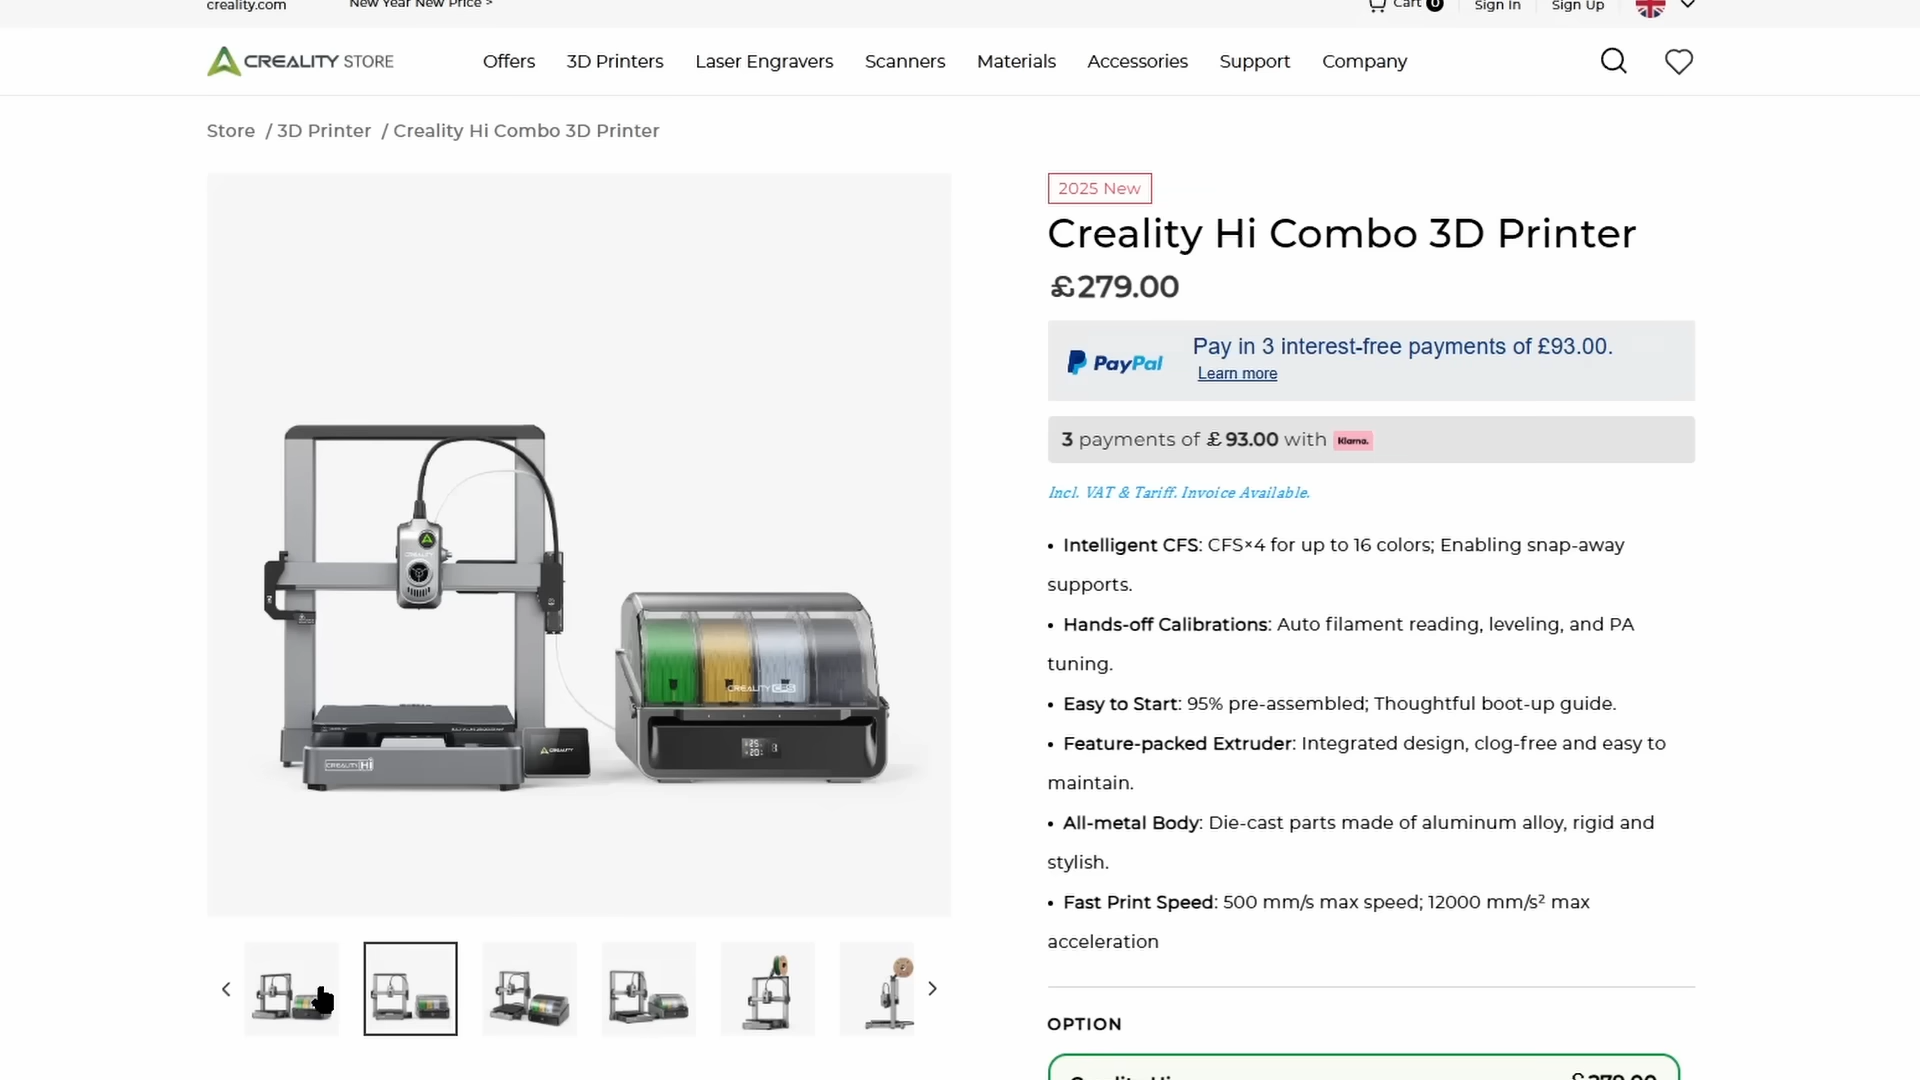 creality.com
New Year New Price >
Cart 0
Sign In
Sign Up
CREALITY STORE
Offers
3D Printers
Laser Engravers
Scanners
Materials
Accessories
Support
Company
Store / 3D Printer / Creality Hi Combo 3D Printer
2025 New
Creality Hi Combo 3D Printer
£279.00
PayPal
Pay in 3 interest-free payments of £93.00.
Learn more
3 payments of £ 93.00 with Klarna.
Incl. VAT & Tariff. Invoice Available.
• Intelligent CFS: CFS×4 for up to 16 colors; Enabling snap-away
supports.
• Hands-off Calibrations: Auto filament reading, leveling, and PA
tuning.
• Easy to Start: 95% pre-assembled; Thoughtful boot-up guide.
• Feature-packed Extruder: Integrated design, clog-free and easy to
maintain.
• All-metal Body: Die-cast parts made of aluminum alloy, rigid and
stylish.
• Fast Print Speed: 500 mm/s max speed; 12000 mm/s² max
acceleration
CREALITY
CREALITY CFS
CREALITY
CREALITY Hi
OPTION